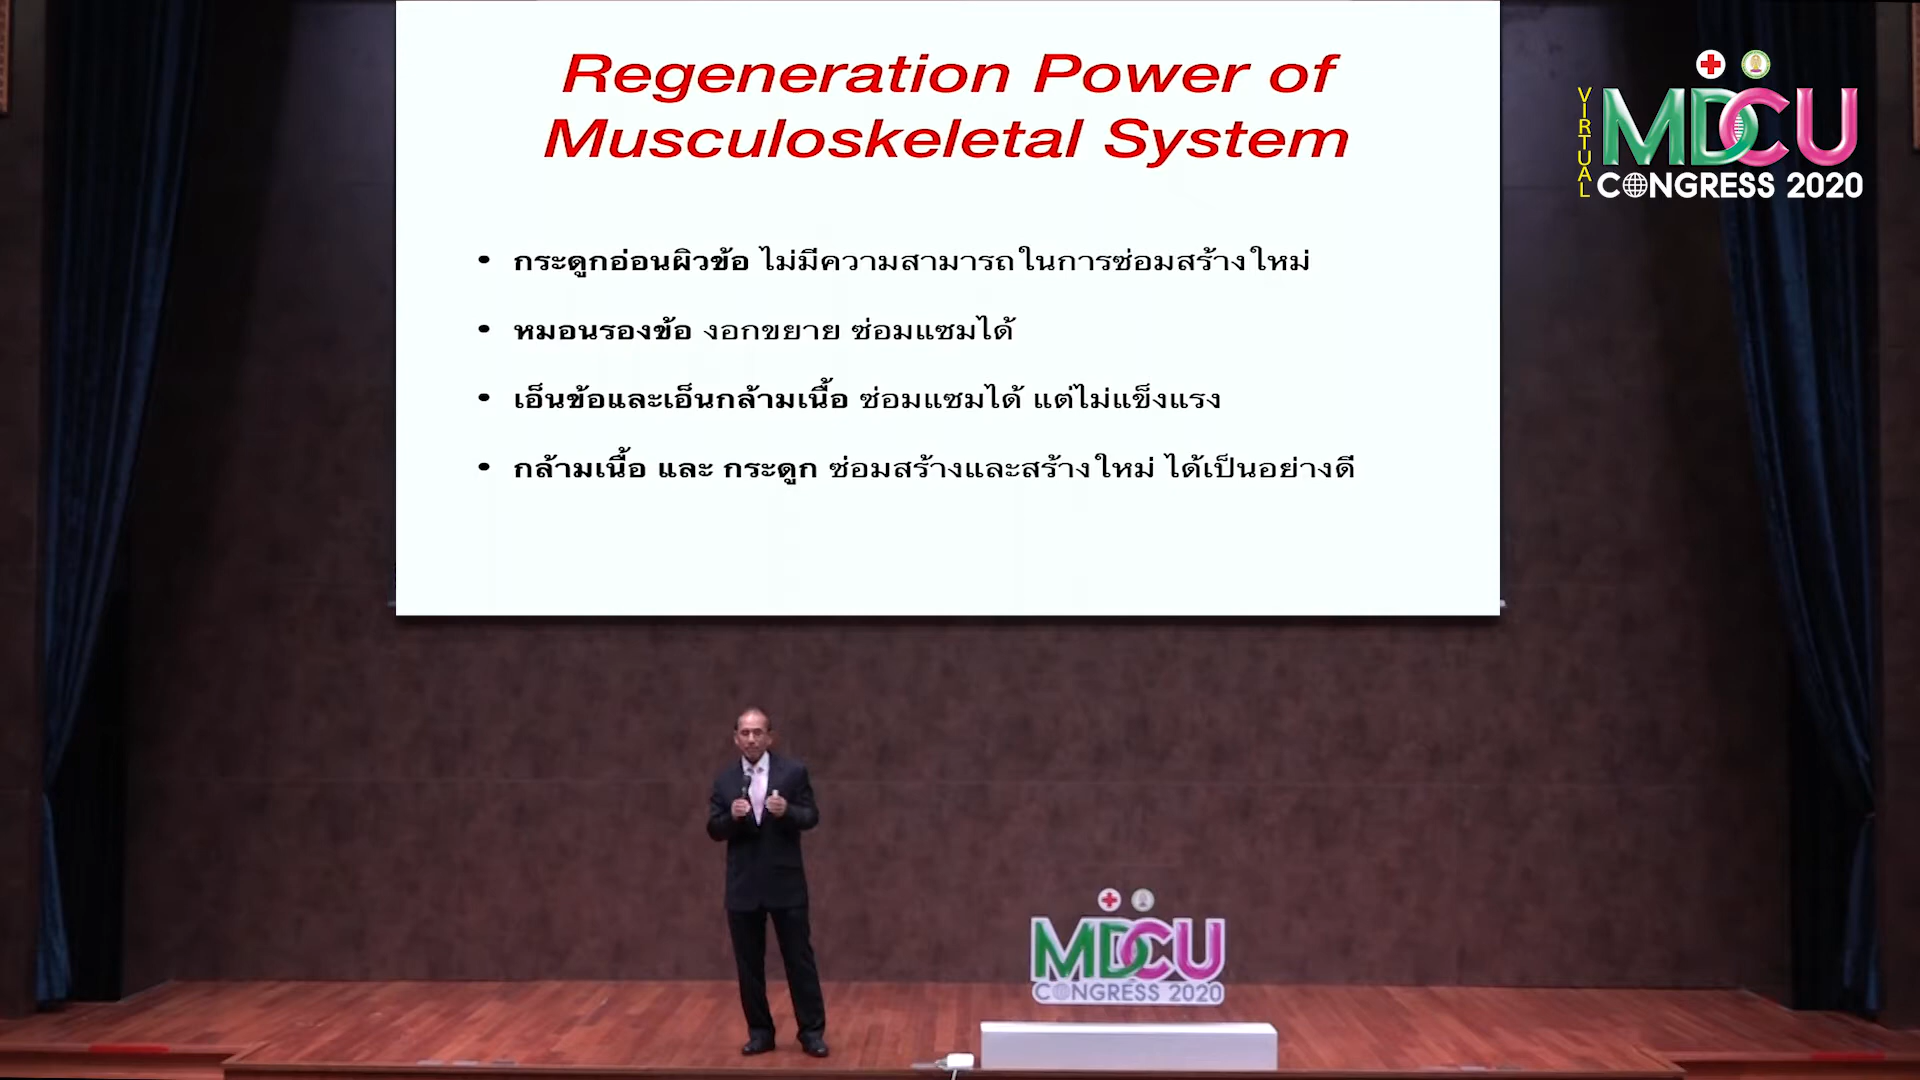 Regeneration Power of
Musculoskeletal System
• กระดูกอ่อนผิวข้อ ไม่มีความสามารถในการซ่อมสร้างใหม่
• หมอนรองข้อ งอกขยาย ซ่อมแซมได้
• เอ็นข้อและเอ็นกล้ามเนื้อ ซ่อมแซมได้ แต่ไม่แข็งแรง
• กล้ามเนื้อ และ กระดูก ซ่อมสร้างและสร้างใหม่ ได้เป็นอย่างดี
VIRTUAL
MDCU
CONGRESS 2020
MDCU
CONGRESS 2020